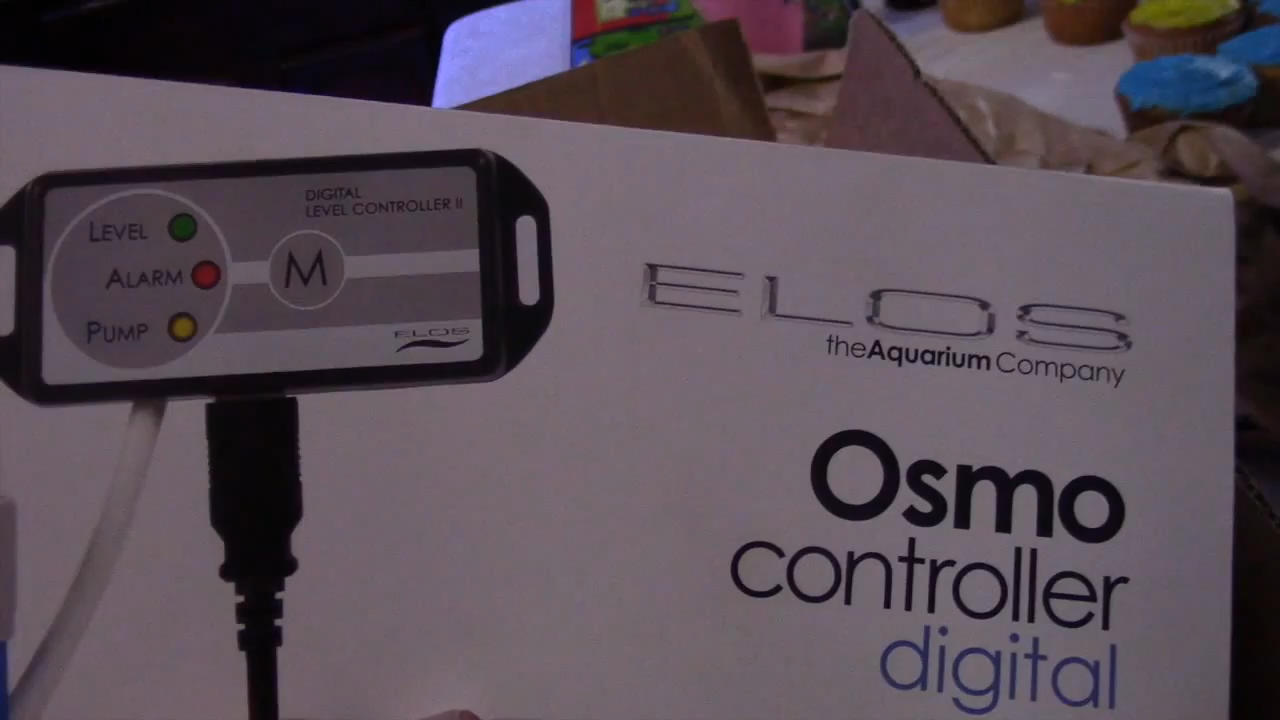 DIGITAL
LEVEL CONTROLLER II
LEVEL
ALARM
PUMP
M
ELOS
ELOS
theAquariumCompany
Osmo
controller
digital